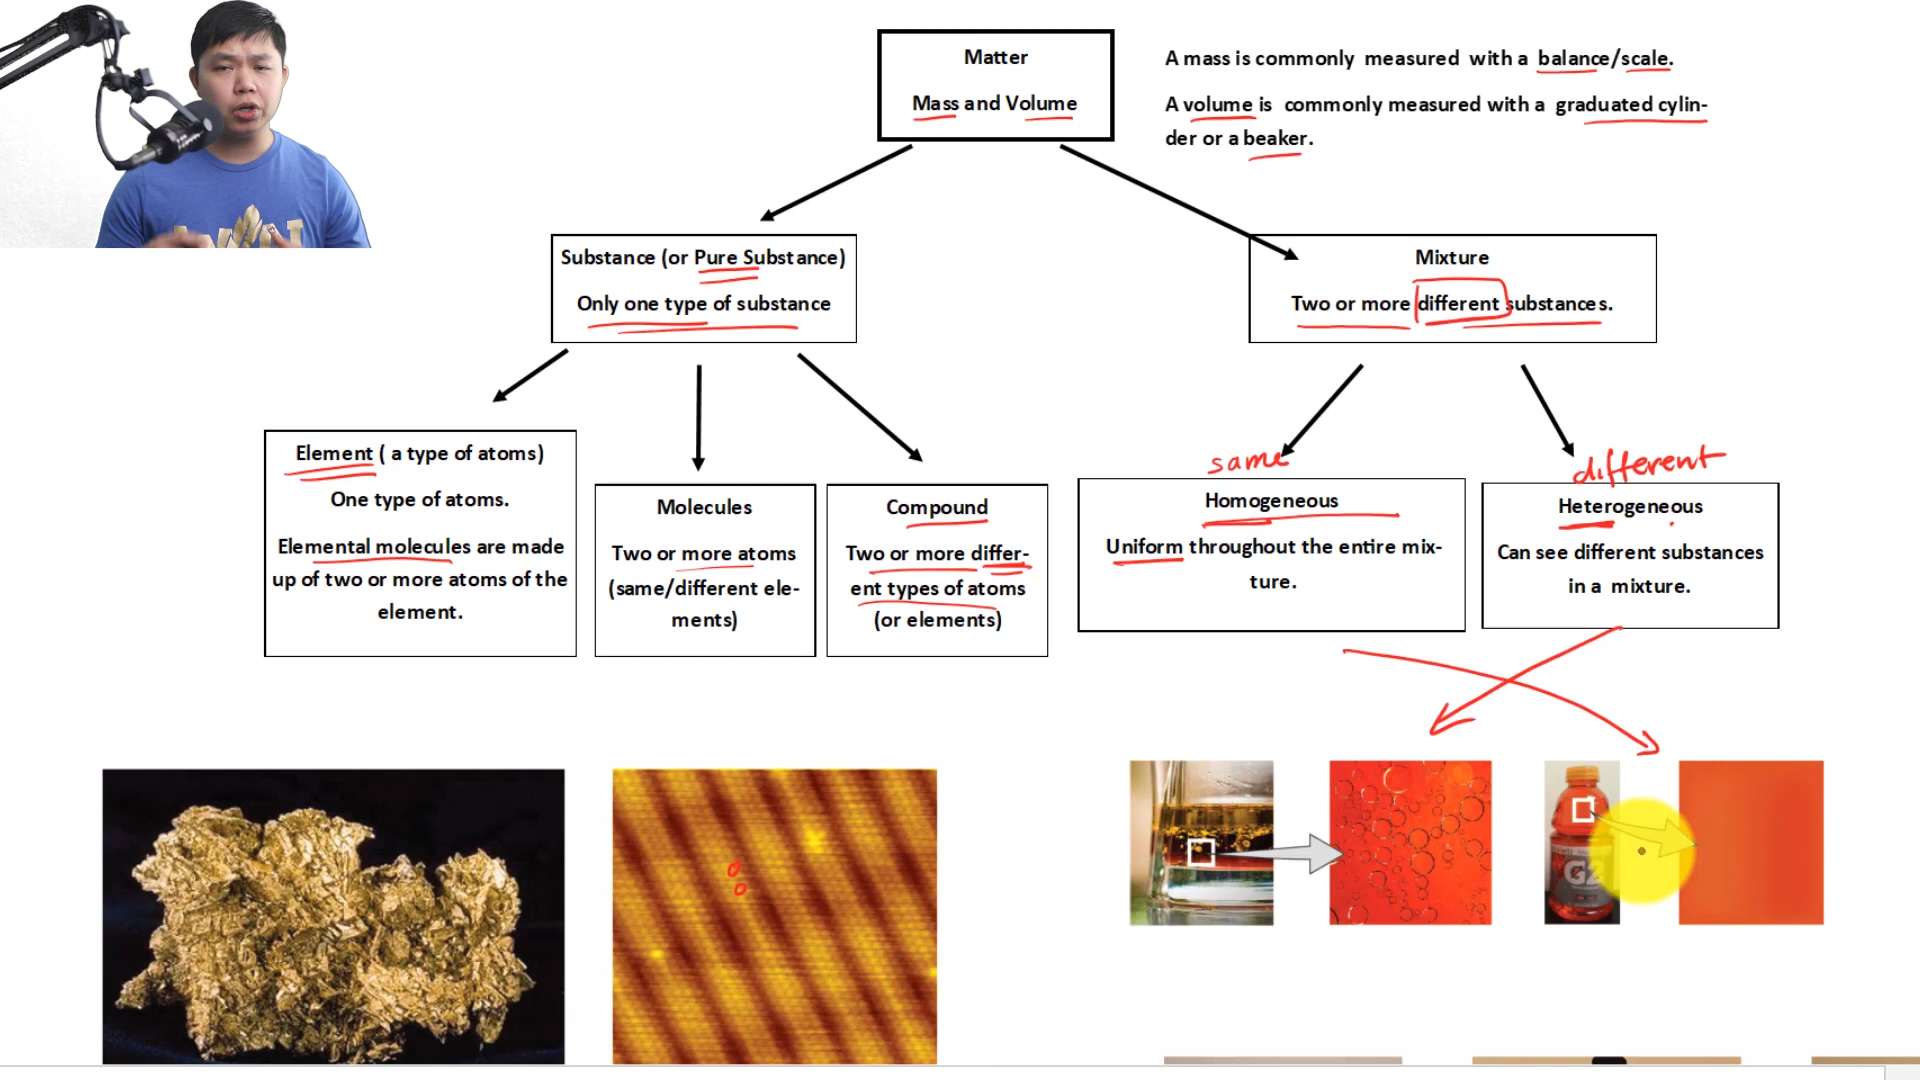 Matter
Mass and Volume
A mass is commonly measured with a balance/scale.
A volume is commonly measured with a graduated cylin-
der or a beaker.
Substance (or Pure Substance)
Only one type of substance
Mixture
Two or more different substances.
Element ( a type of atoms)
One type of atoms.
Elemental molecules are made
up of two or more atoms of the
element.
Molecules
Two or more atoms
(same/different ele-
ments)
Compound
Two or more differ-
ent types of atoms
(or elements)
same
Homogeneous
Uniform throughout the entire mix-
ture.
different
Heterogeneous
Can see different substances
in a mixture.
G2